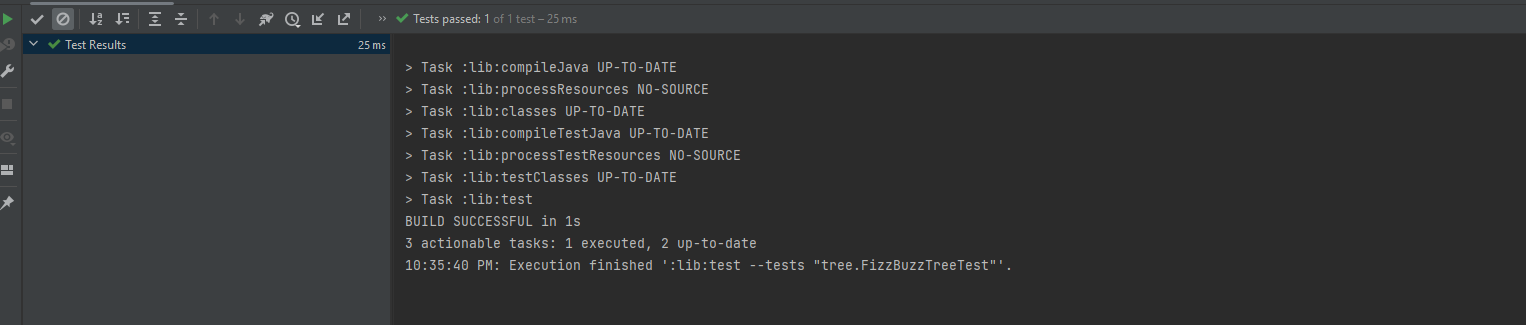 Tests passed: 1 of 1 test – 25 ms
Test Results 25 ms
> Task :lib:compileJava UP-TO-DATE
> Task :lib:processResources NO-SOURCE
> Task :lib:classes UP-TO-DATE
> Task :lib:compileTestJava UP-TO-DATE
> Task :lib:processTestResources NO-SOURCE
> Task :lib:testClasses UP-TO-DATE
> Task :lib:test
BUILD SUCCESSFUL in 1s
3 actionable tasks: 1 executed, 2 up-to-date
10:35:40 PM: Execution finished ':lib:test --tests "tree.FizzBuzzTreeTest"'.